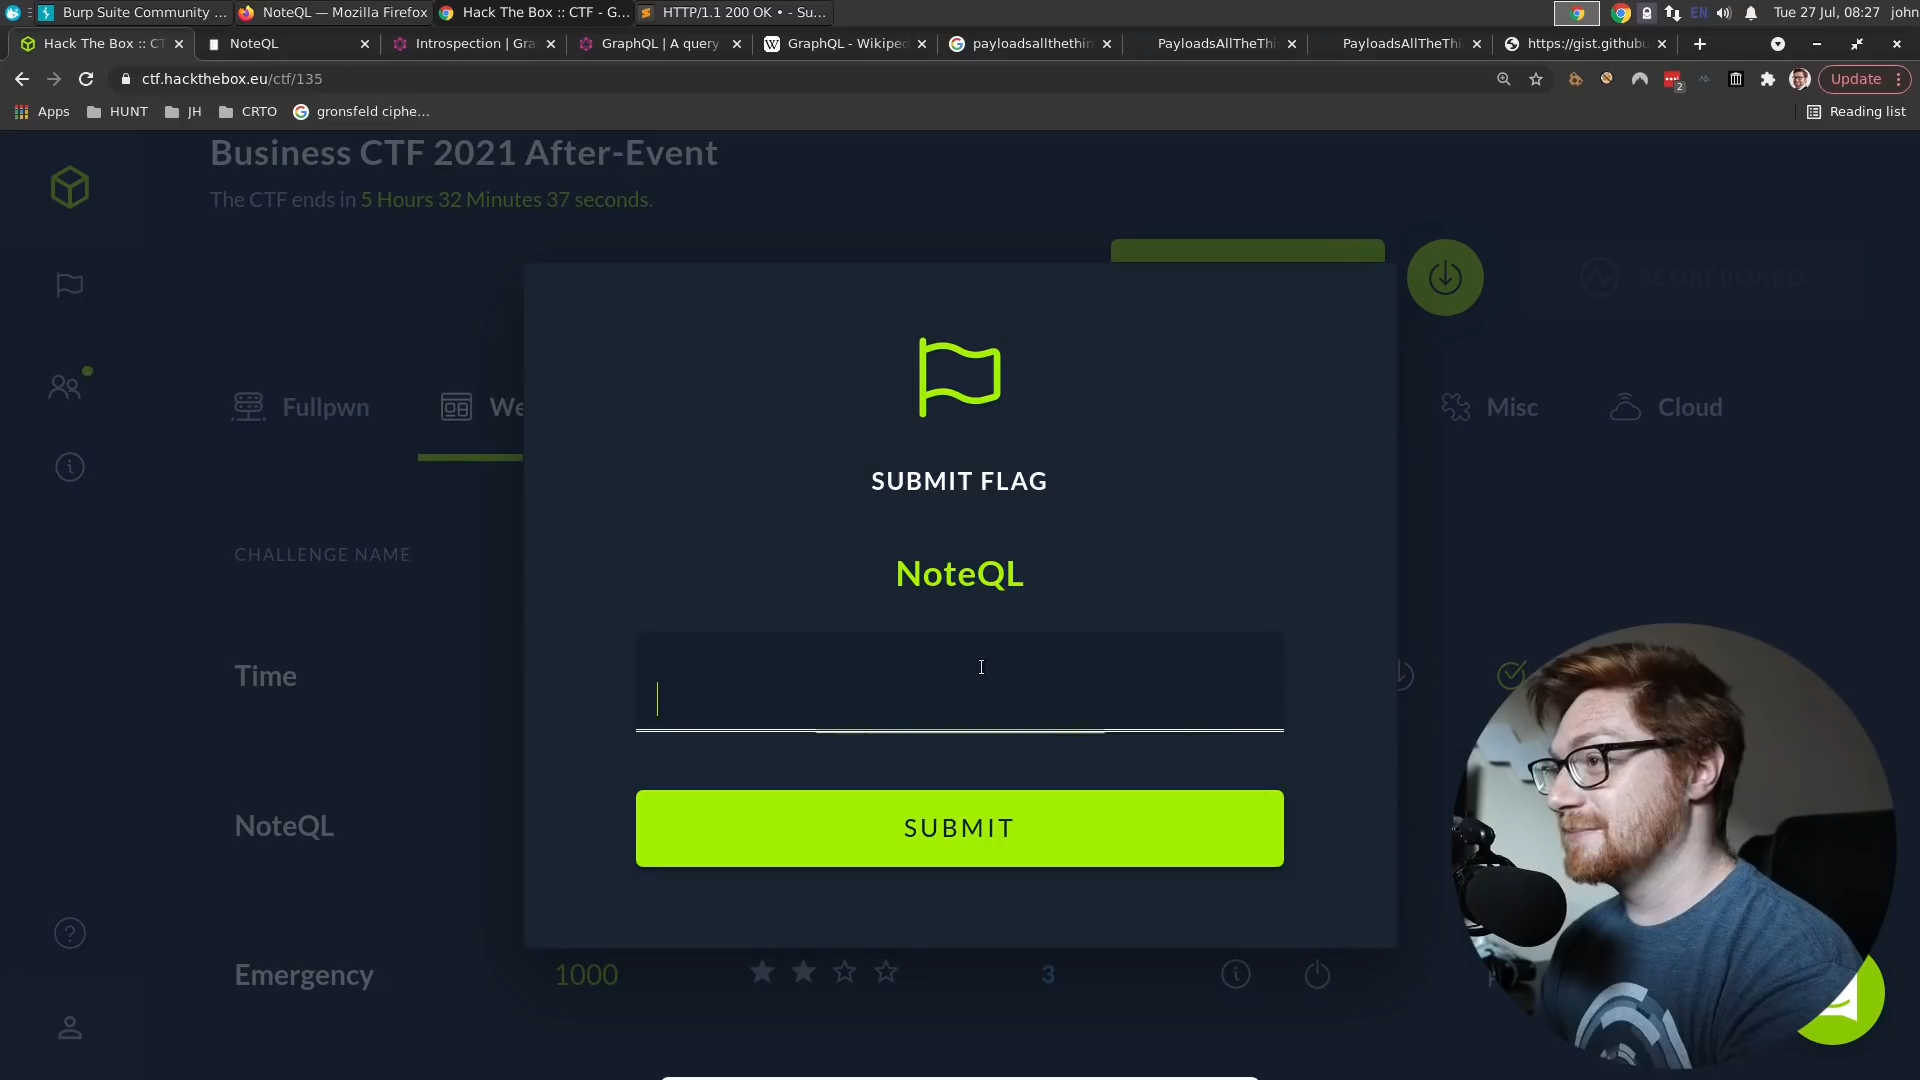 Burp Suite Community ...
NoteQL — Mozilla Firefox
Hack The Box :: CTF - G...
HTTP/1.1 200 OK • - Su...
EN
Tue 27 Jul, 08:27
john
Hack The Box :: CT
NoteQL
Introspection | Gra
GraphQL | A query
GraphQL - Wikiped
payloadsallthethin
PayloadsAllTheThi
PayloadsAllTheThi
https://gist.githubu
ctf.hackthebox.eu/ctf/135
2
Update
Apps
HUNT
JH
CRTO
gronsfeld ciphe...
Reading list
Business CTF 2021 After-Event
The CTF ends in 5 Hours 32 Minutes 37 seconds.
SCOREBOARD
Fullpwn
We
Misc
Cloud
SUBMIT FLAG
CHALLENGE NAME
NoteQL
Time
NoteQL
SUBMIT
Emergency
1000
3